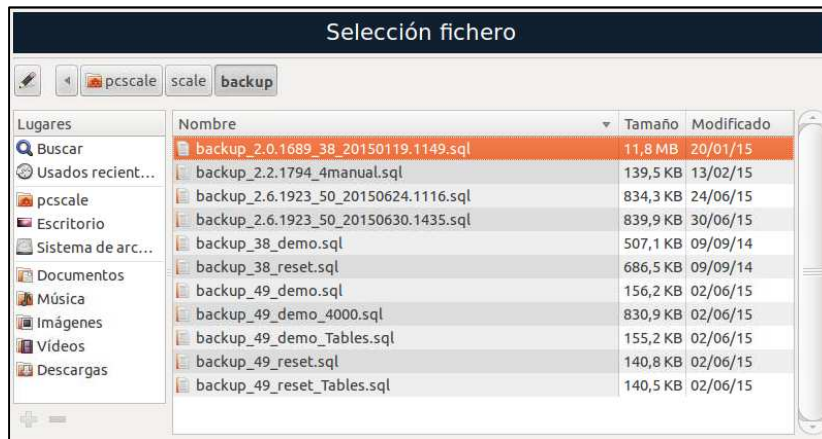 Selección fichero
pcscale scale backup
Lugares Nombre Tamaño Modificado
Buscar
Usados recient...
pcscale
Escritorio
Sistema de arc...
Documentos
Música
Imágenes
Vídeos
Descargas
backup_2.0.1689_38_20150119.1149.sql 11,8 MB 20/01/15
backup_2.2.1794_4manual.sql 139,5 KB 13/02/15
backup_2.6.1923_50_20150624.1116.sql 834,3 KB 24/06/15
backup_2.6.1923_50_20150630.1435.sql 839,9 KB 30/06/15
backup_38_demo.sql 507,1 KB 09/09/14
backup_38_reset.sql 686,5 KB 09/09/14
backup_49_demo.sql 156,2 KB 02/06/15
backup_49_demo_4000.sql 830,9 KB 02/06/15
backup_49_demo_Tables.sql 155,2 KB 02/06/15
backup_49_reset.sql 140,8 KB 02/06/15
backup_49_reset_Tables.sql 140,5 KB 02/06/15